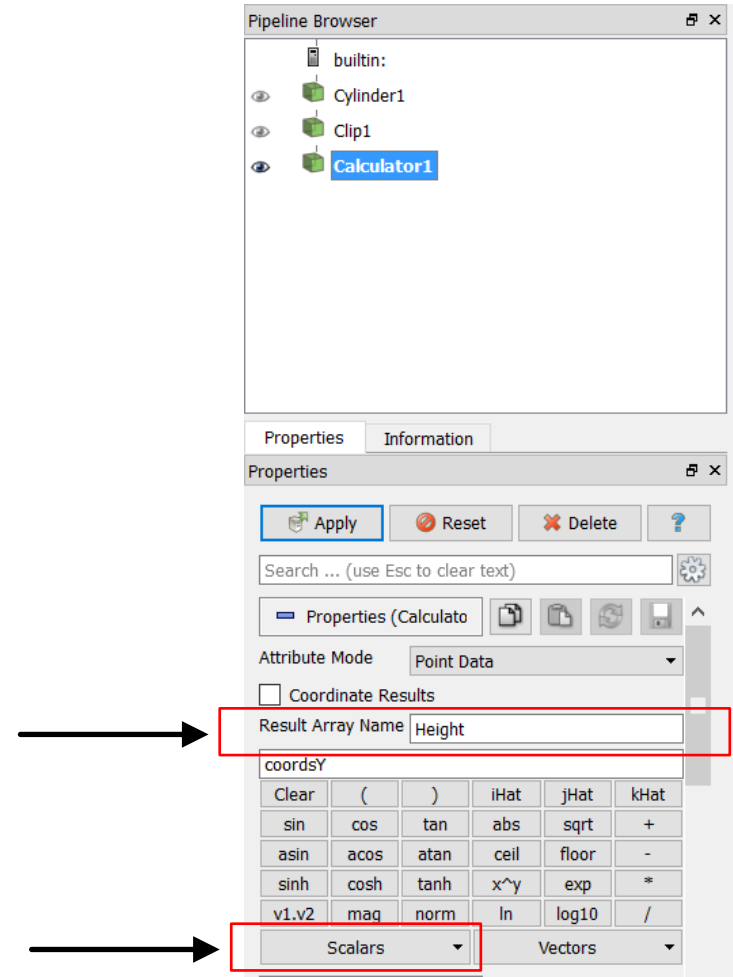 Pipeline Browser
builtin:
Cylinder1
Clip1
Calculator1
Properties Information
Properties
Apply Reset Delete ?
Search ... (use Esc to clear text)
Properties (Calculato
Attribute Mode Point Data
Coordinate Results
Result Array Name Height
coordsY
Clear ( ) iHat jHat kHat
sin cos tan abs sqrt +
asin acos atan ceil floor -
sinh cosh tanh x^y exp *
v1.v2 mag norm ln log10 /
Scalars Vectors